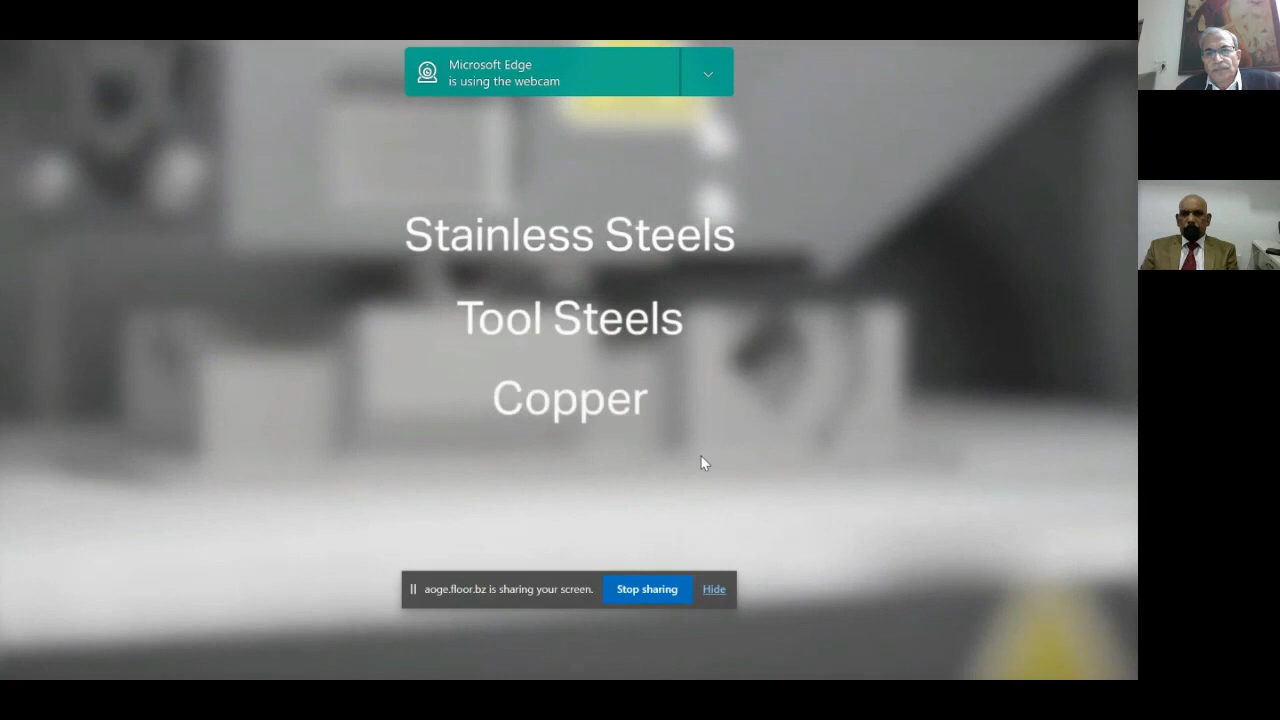 Microsoft Edge
is using the webcam
Stainless Steels
Tool Steels
Copper
aoge.floor.bz is sharing your screen.
Stop sharing
Hide